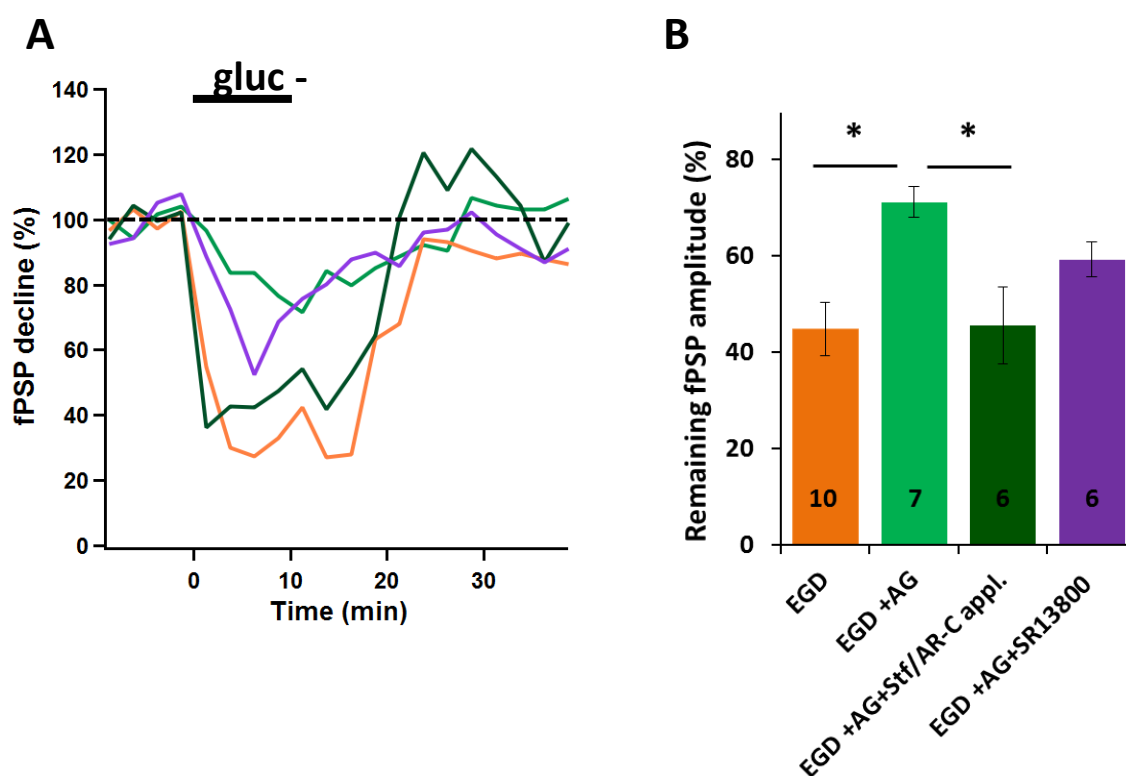 A
gluc -
fPSP decline (%)
140
120
100
80
60
40
20
0
0
10
20
30
Time (min)
B
Remaining fPSP amplitude (%)
80
60
40
20
0
*
*
10
7
6
6
EGD
EGD +AG
EGD +AG+Stf/AR-C appl.
EGD +AG+SR13800